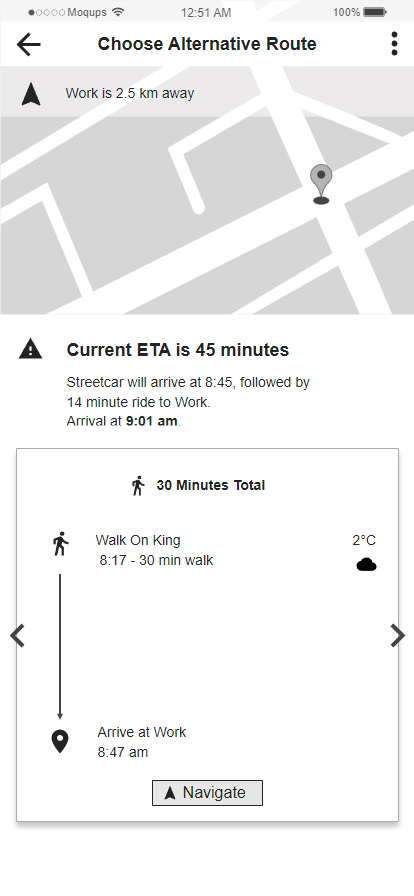 Moqups 12:51 AM 100%
Choose Alternative Route
Work is 2.5 km away
Current ETA is 45 minutes
Streetcar will arrive at 8:45, followed by
14 minute ride to Work.
Arrival at 9:01 am.
30 Minutes Total
Walk On King 2°C
8:17 - 30 min walk
Arrive at Work
8:47 am
Navigate